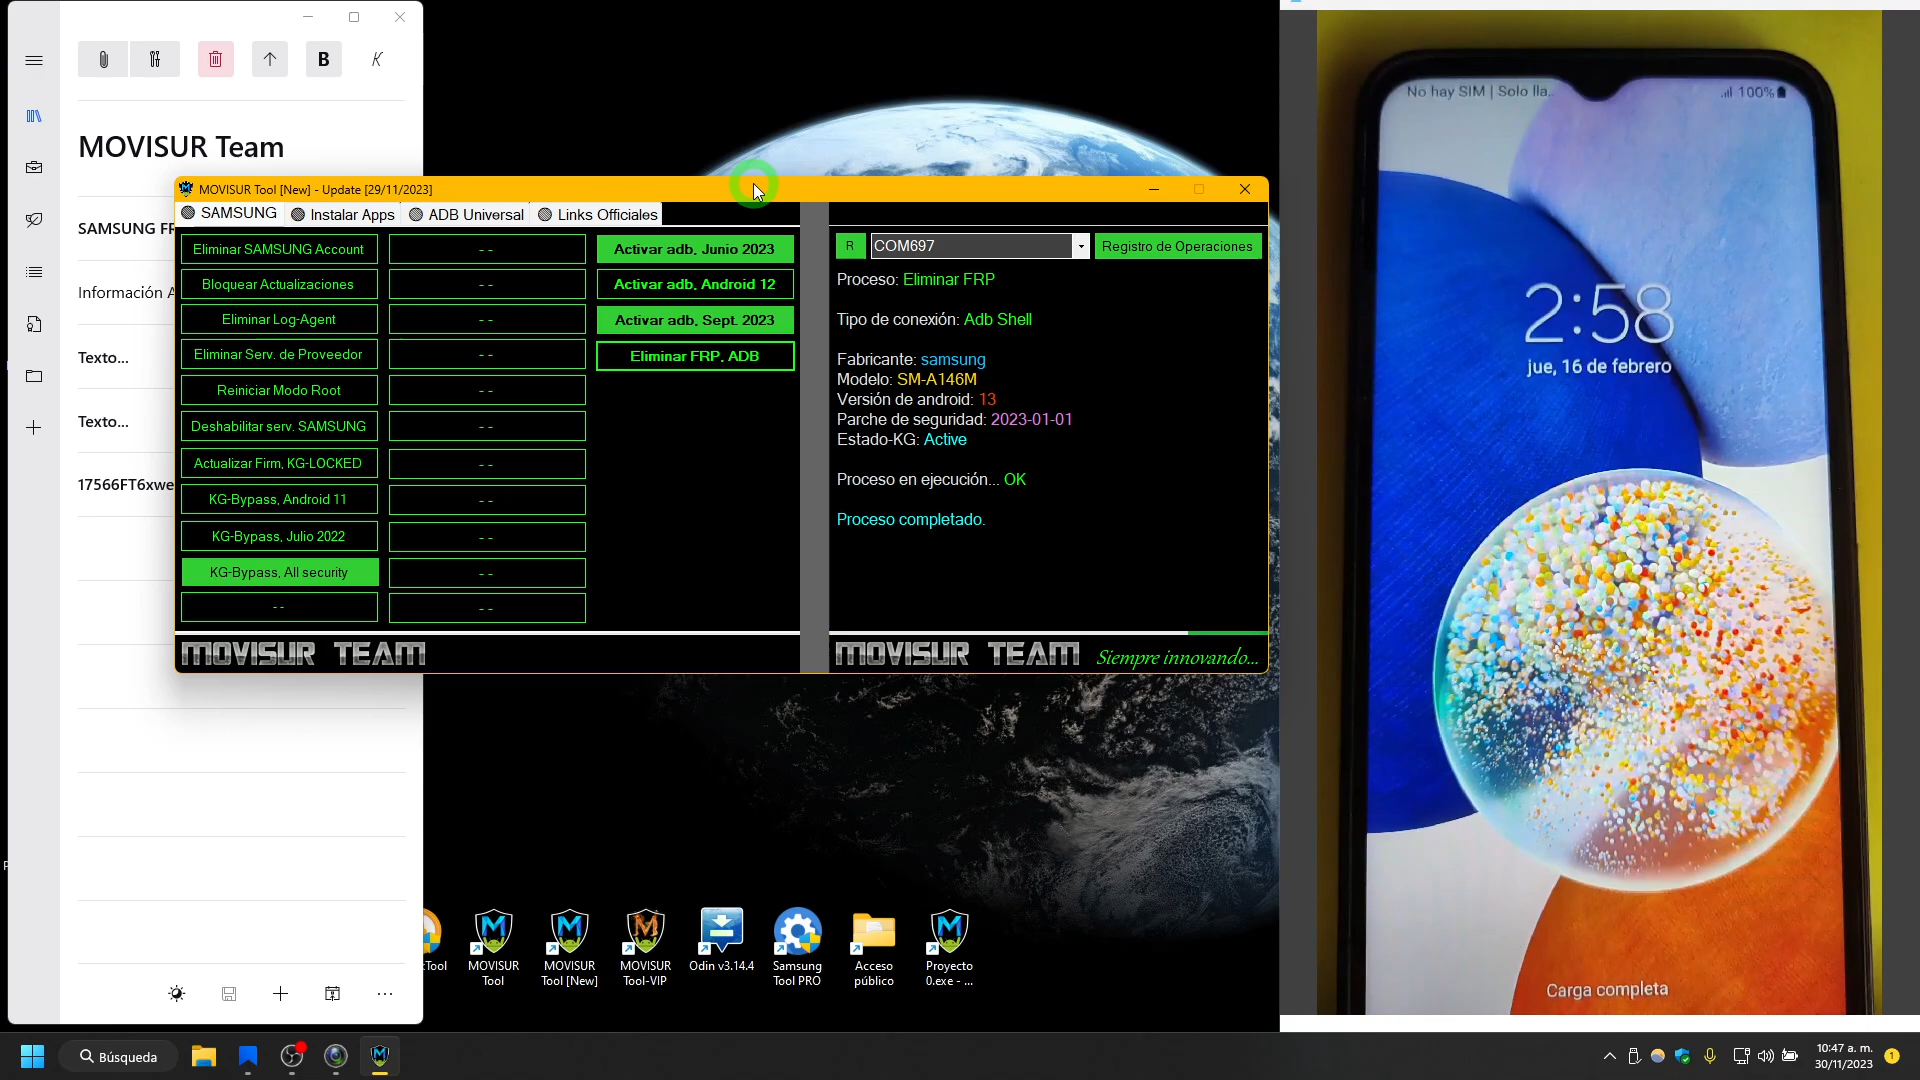 B
K
MOVISUR Team
SAMSUNG FR
Información A
Texto...
Texto...
17566FT6xwe
MOVISUR Tool [New] - Update [29/11/2023]
SAMSUNG
Instalar Apps
ADB Universal
Links Officiales
Eliminar SAMSUNG Account
- -
Activar adb, Junio 2023
Bloquear Actualizaciones
- -
Activar adb, Android 12
Eliminar Log-Agent
- -
Activar adb, Sept. 2023
Eliminar Serv. de Proveedor
- -
Eliminar FRP, ADB
Reiniciar Modo Root
- -
Deshabilitar serv. SAMSUNG
- -
Actualizar Firm, KG-LOCKED
- -
KG-Bypass, Android 11
- -
KG-Bypass, Julio 2022
- -
KG-Bypass, All security
- -
- -
- -
MOVISUR TEAM
R
COM697
Registro de Operaciones
Proceso: Eliminar FRP
Tipo de conexión: Adb Shell
Fabricante: samsung
Modelo: SM-A146M
Versión de android: 13
Parche de seguridad: 2023-01-01
Estado-KG: Active
Proceso en ejecución... OK
Proceso completado.
MOVISUR TEAM
Siempre innovando...
No hay SIM | Solo lla..
100%
2:58
jue, 16 de febrero
Carga completa
tTool
MOVISUR
Tool
MOVISUR
Tool [New]
MOVISUR
Tool-VIP
Odin v3.14.4
Samsung
Tool PRO
Acceso
público
Proyecto
0.exe - ...
Búsqueda
10:47 a. m.
30/11/2023
1